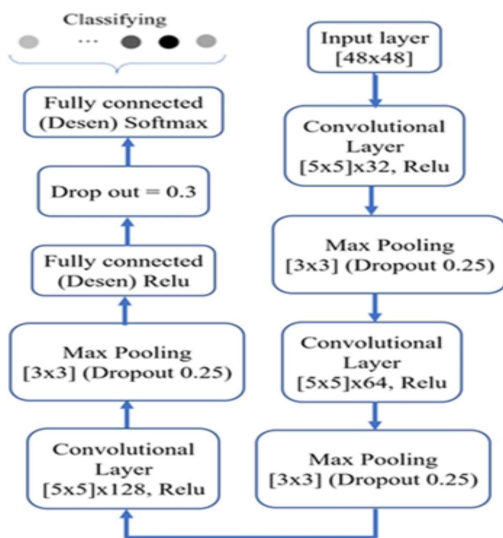 Classifying
...
Fully connected
(Desen) Softmax
Drop out = 0.3
Fully connected
(Desen) Relu
Max Pooling
[3x3] (Dropout 0.25)
Convolutional
Layer
[5x5]x128, Relu
Input layer
[48x48]
Convolutional
Layer
[5x5]x32, Relu
Max Pooling
[3x3] (Dropout 0.25)
Convolutional
Layer
[5x5]x64, Relu
Max Pooling
[3x3] (Dropout 0.25)